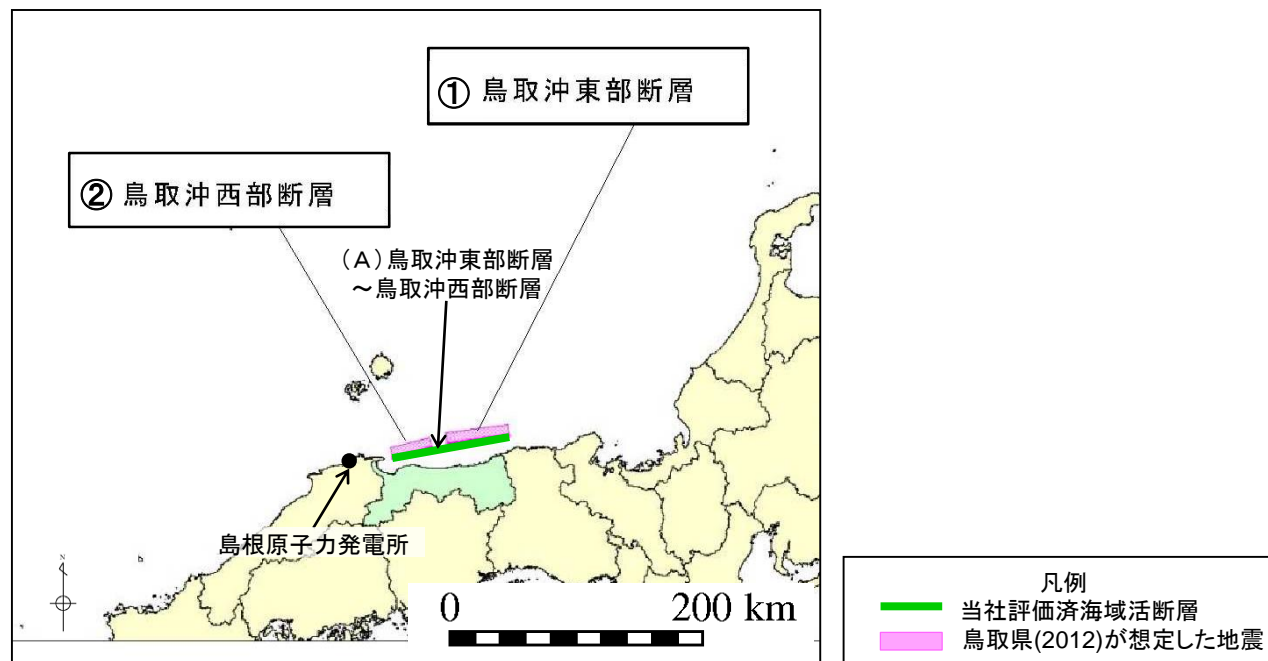 ① 鳥取沖東部断層
② 鳥取沖西部断層
(A)鳥取沖東部断層
～鳥取沖西部断層
島根原子力発電所
N
0 200 km
凡例
当社評価済海域活断層
鳥取県(2012)が想定した地震